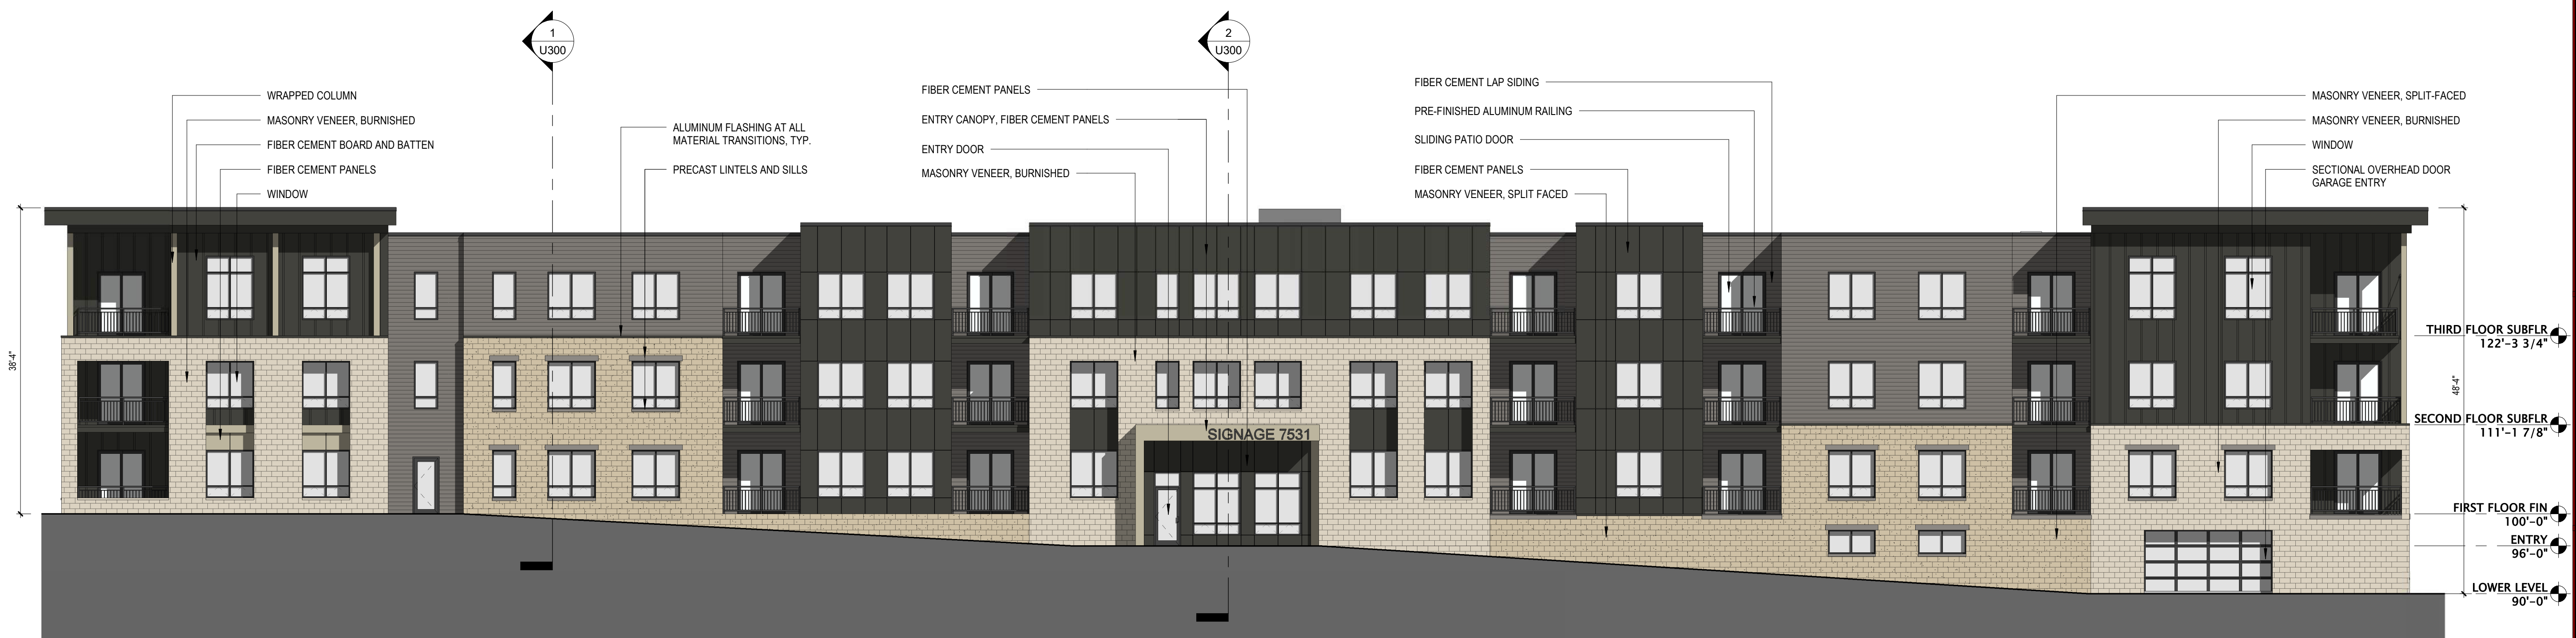 1
U300
2
U300
WRAPPED COLUMN
MASONRY VENEER, BURNISHED
FIBER CEMENT BOARD AND BATTEN
FIBER CEMENT PANELS
WINDOW
ALUMINUM FLASHING AT ALL
MATERIAL TRANSITIONS, TYP.
PRECAST LINTELS AND SILLS
FIBER CEMENT PANELS
ENTRY CANOPY, FIBER CEMENT PANELS
ENTRY DOOR
MASONRY VENEER, BURNISHED
FIBER CEMENT LAP SIDING
PRE-FINISHED ALUMINUM RAILING
SLIDING PATIO DOOR
FIBER CEMENT PANELS
MASONRY VENEER, SPLIT FACED
MASONRY VENEER, SPLIT-FACED
MASONRY VENEER, BURNISHED
WINDOW
SECTIONAL OVERHEAD DOOR
GARAGE ENTRY
38'-4"
SIGNAGE 7531
48'-4"
THIRD FLOOR SUBFLR
122'-3 3/4"
SECOND FLOOR SUBFLR
111'-1 7/8"
FIRST FLOOR FIN
100'-0"
ENTRY
96'-0"
LOWER LEVEL
90'-0"